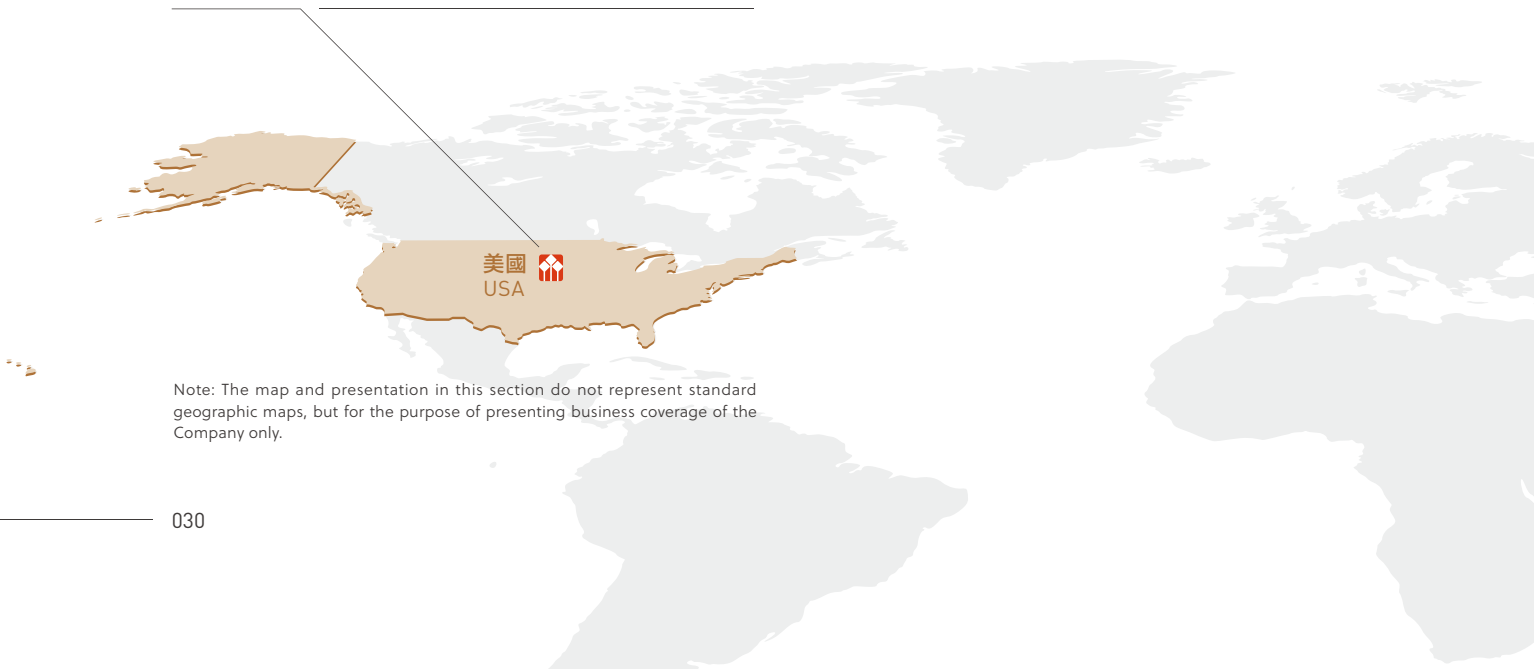 美國
USA
Note: The map and presentation in this section do not represent standard
geographic maps, but for the purpose of presenting business coverage of the
Company only.
030